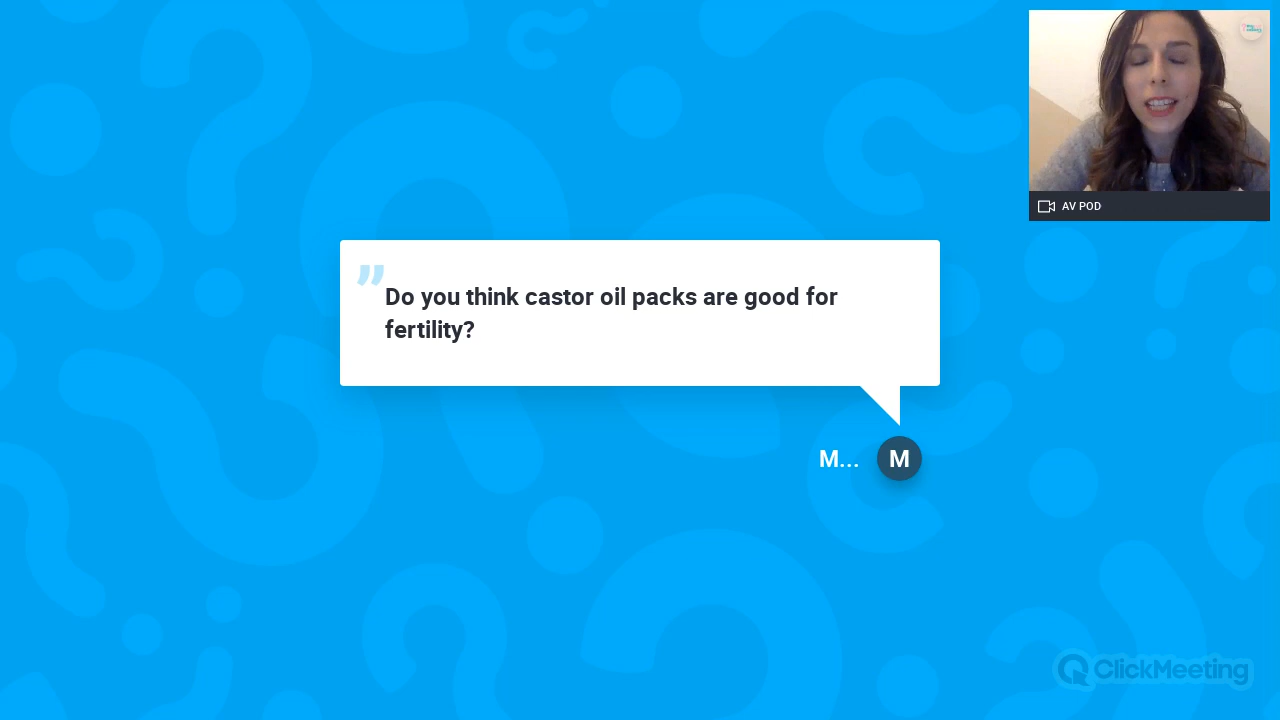 AV POD
”
Do you think castor oil packs are good for
fertility?
M... M
ClickMeeting